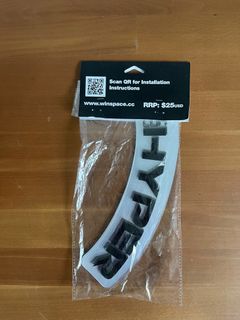 Scan QR for Installation
Instructions
www.winspace.cc
RRP: $25USD
HYPER